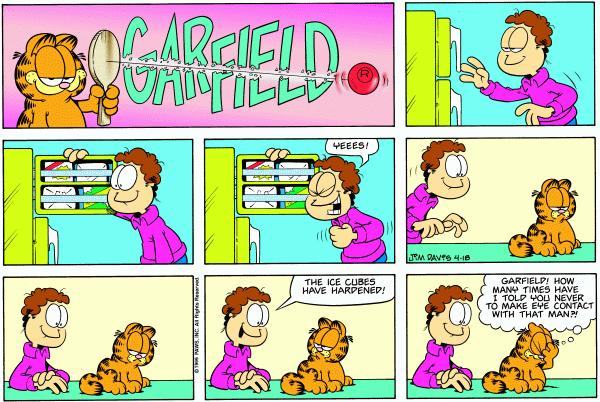 GARFIELD
R
YEEES!
JIM DAVIS 4-18
© 1996 PAWS, INC. All Rights Reserved.
THE ICE CUBES
HAVE HARDENED!
GARFIELD! HOW
MANY TIMES HAVE
I TOLD YOU NEVER
TO MAKE EYE CONTACT
WITH THAT MAN?!